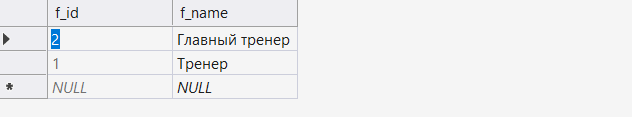 f_id f_name
2 Главный тренер
1 Тренер
* NULL NULL